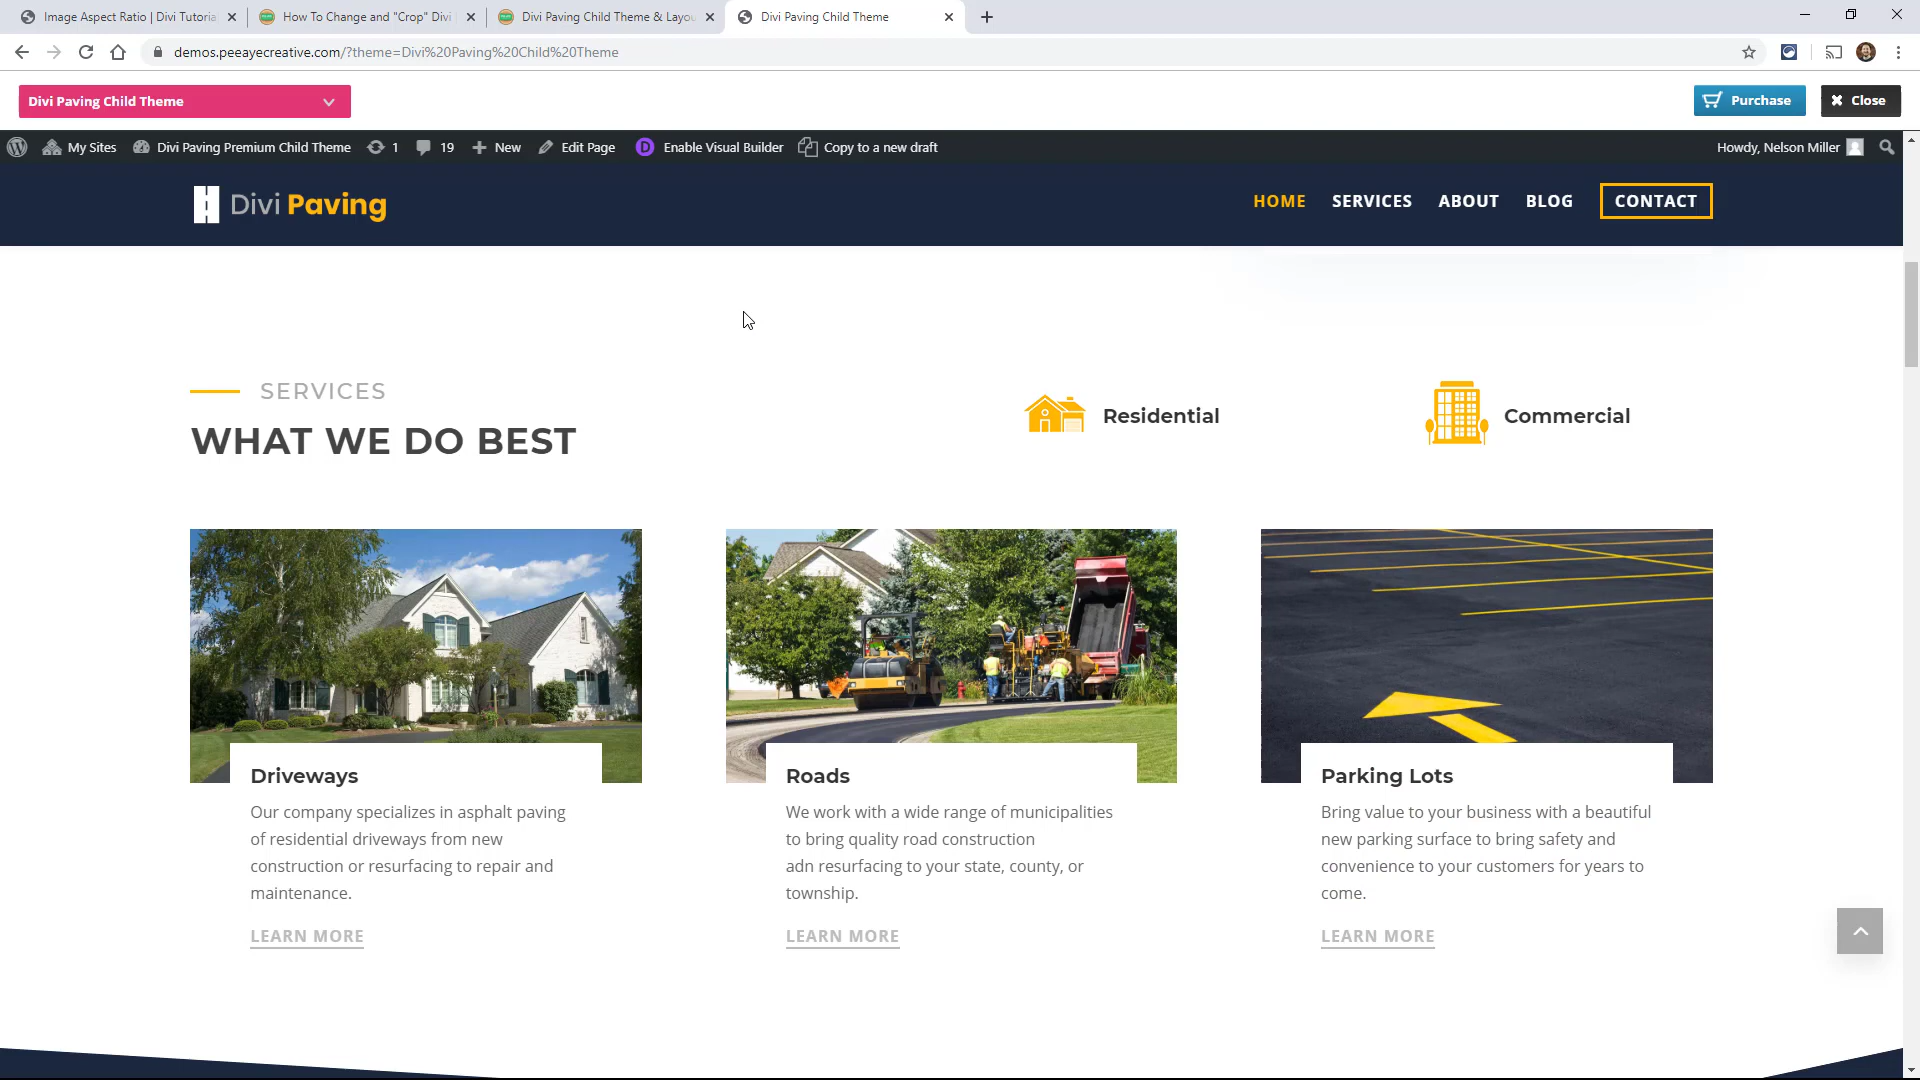 Image Aspect Ratio | Divi Tutoria
How To Change and "Crop" Divi
Divi Paving Child Theme & Layou
Divi Paving Child Theme
demos.peeayecreative.com/?theme=Divi%20Paving%20Child%20Theme
Divi Paving Child Theme
Purchase
Close
My Sites
Divi Paving Premium Child Theme
1
19
New
D
Edit Page
Enable Visual Builder
Copy to a new draft
Howdy, Nelson Miller
Divi Paving
HOME
SERVICES
ABOUT
BLOG
CONTACT
SERVICES
WHAT WE DO BEST
Residential
Commercial
Driveways
Our company specializes in asphalt paving
of residential driveways from new
construction or resurfacing to repair and
maintenance.
LEARN MORE
Roads
We work with a wide range of municipalities
to bring quality road construction
adn resurfacing to your state, county, or
township.
LEARN MORE
Parking Lots
Bring value to your business with a beautiful
new parking surface to bring safety and
convenience to your customers for years to
come.
LEARN MORE